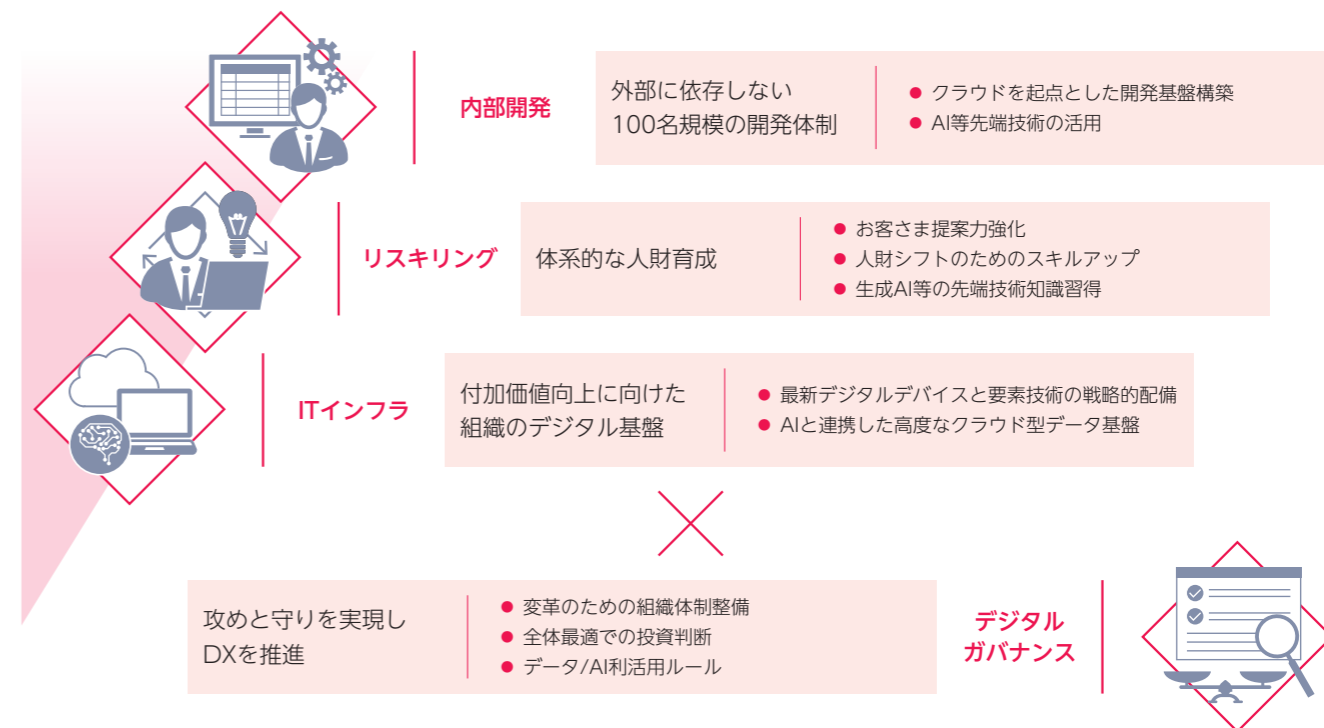 内部開発
外部に依存しない
100名規模の開発体制
● クラウドを起点とした開発基盤構築
● AI等先端技術の活用
リスキリング
体系的な人財育成
● お客さま提案力強化
● 人財シフトのためのスキルアップ
● 生成AI等の先端技術知識習得
ITインフラ
付加価値向上に向けた
組織のデジタル基盤
● 最新デジタルデバイスと要素技術の戦略的配備
● AIと連携した高度なクラウド型データ基盤
攻めと守りを実現し
DXを推進
● 変革のための組織体制整備
● 全体最適での投資判断
● データ/AI利活用ルール
デジタル
ガバナンス